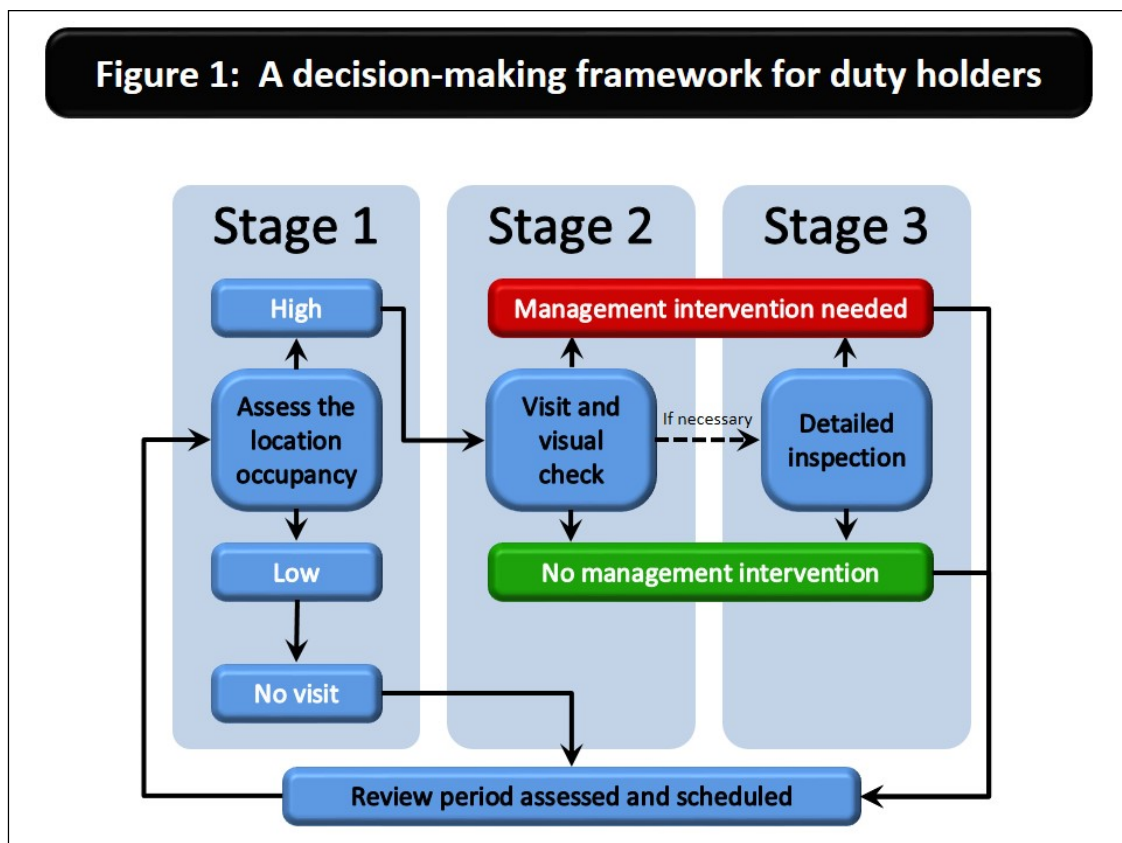 Figure 1:  A decision-making framework for duty holders
Stage 1
Stage 2
Stage 3
High
Management intervention needed
Assess the
location
occupancy
Visit and
visual
check
If necessary
Detailed
inspection
Low
No management intervention
No visit
Review period assessed and scheduled